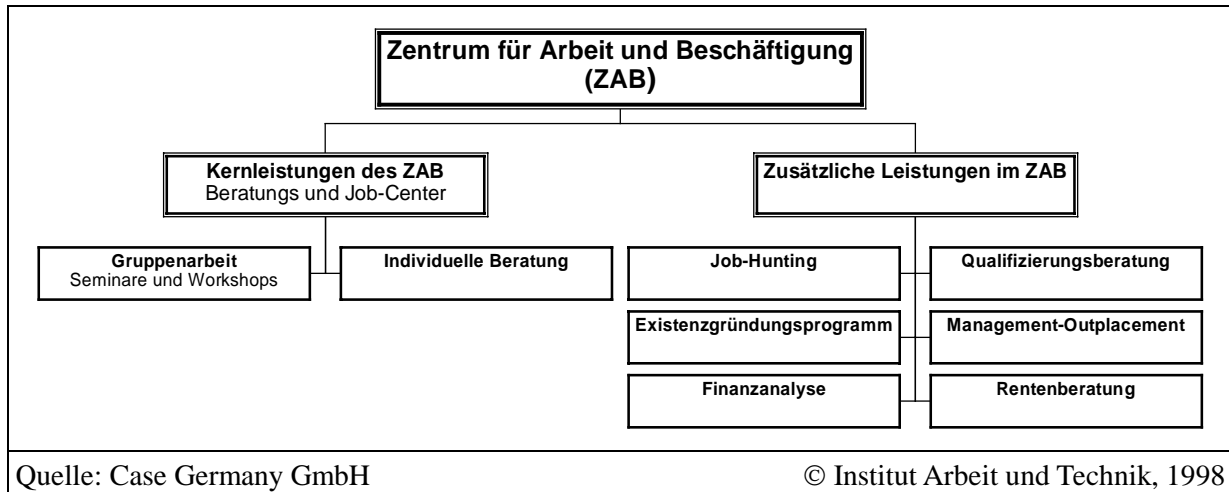 Zentrum für Arbeit und Beschäftigung
(ZAB)
Kernleistungen des ZAB
Beratungs und Job-Center
Zusätzliche Leistungen im ZAB
Gruppenarbeit
Seminare und Workshops
Individuelle Beratung
Job-Hunting
Qualifizierungsberatung
Existenzgründungsprogramm
Management-Outplacement
Finanzanalyse
Rentenberatung
Quelle: Case Germany GmbH
© Institut Arbeit und Technik, 1998